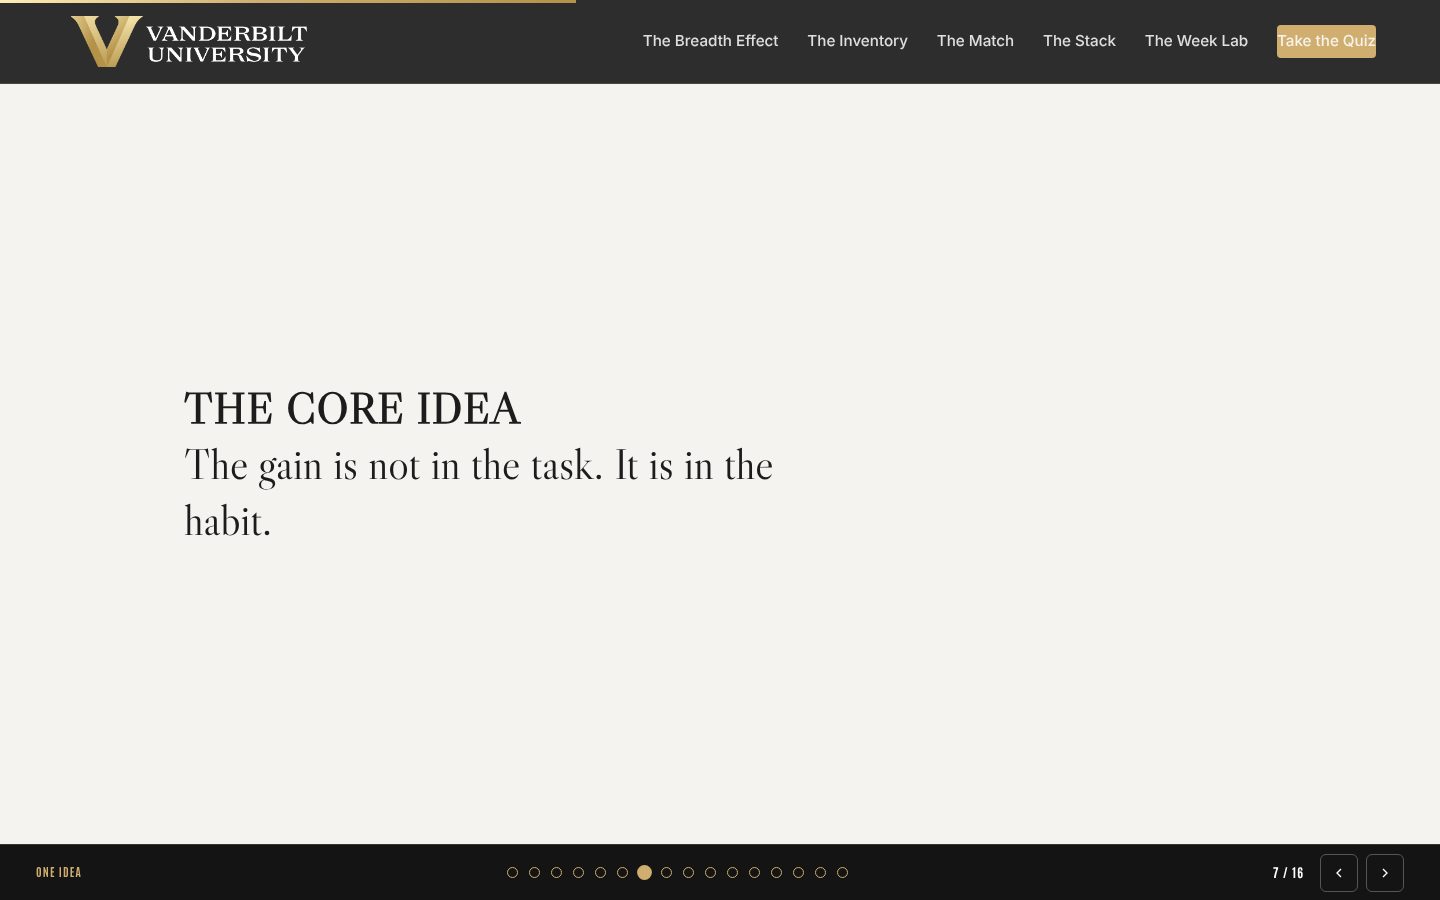 VANDERBILT
UNIVERSITY
The Breadth Effect
The Inventory
The Match
The Stack
The Week Lab
Take the Quiz
THE CORE IDEA
The gain is not in the task. It is in the
habit.
ONE IDEA
7 / 16